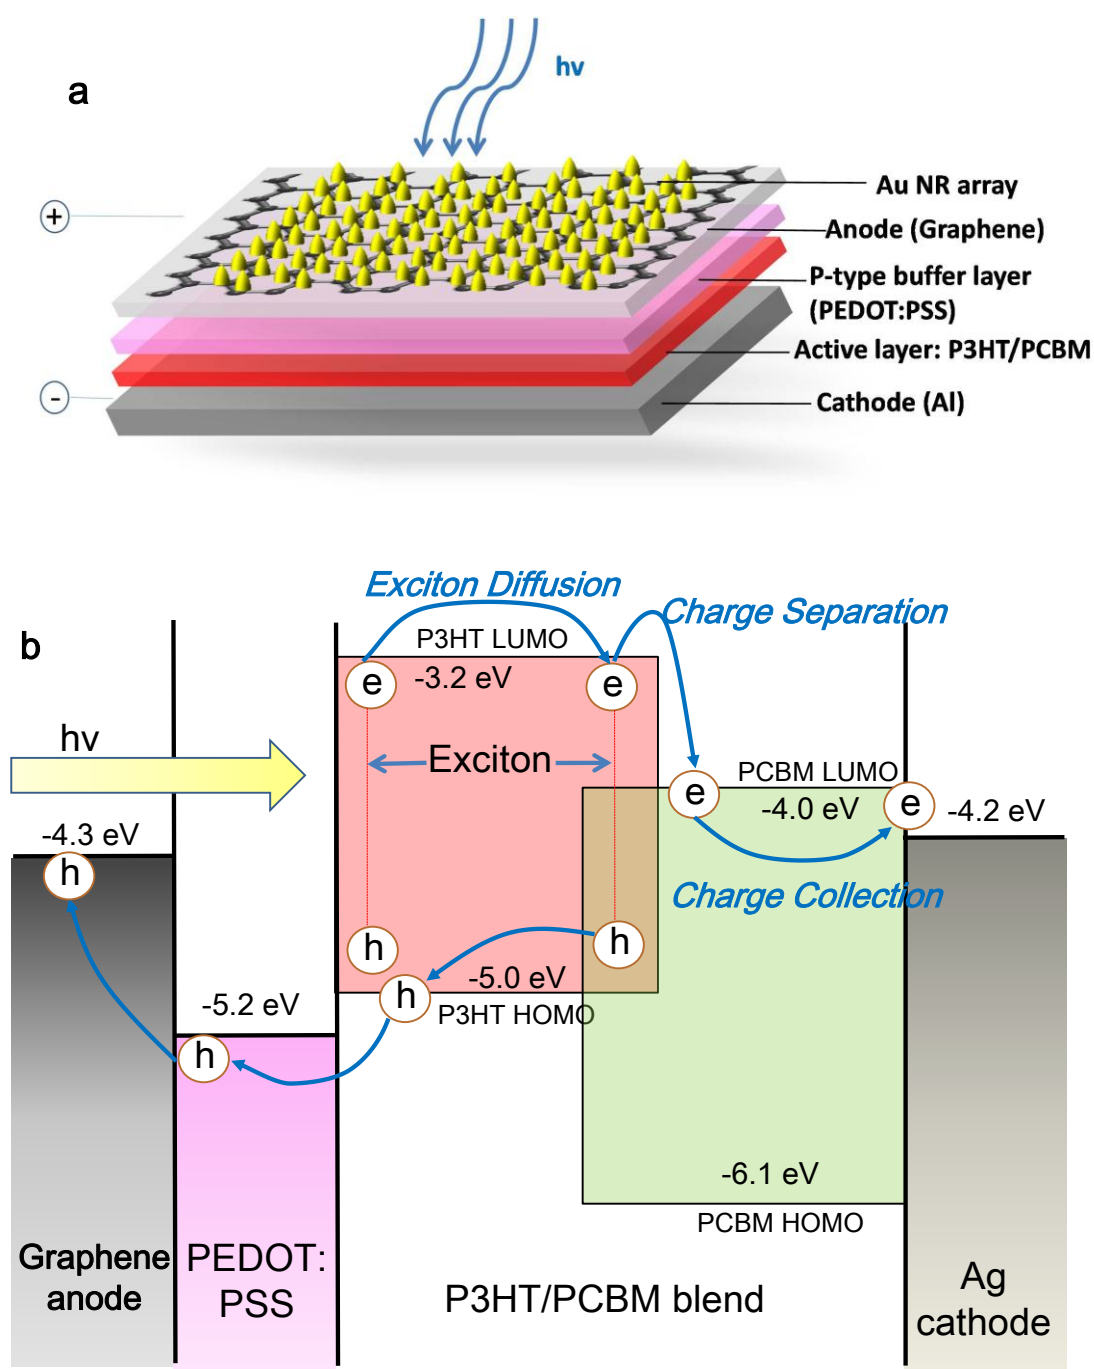 hv
a
Au NR array
+
Anode (Graphene)
P-type buffer layer
(PEDOT:PSS)
Active layer: P3HT/PCBM
-
Cathode (Al)
Exciton Diffusion
Charge Separation
b
P3HT LUMO
e
-3.2 eV
e
hv
Exciton
PCBM LUMO
e
-4.0 eV
e
-4.2 eV
-4.3 eV
h
Charge Collection
h
h
-5.0 eV
h
P3HT HOMO
-5.2 eV
h
-6.1 eV
PCBM HOMO
Graphene
anode
PEDOT:
PSS
P3HT/PCBM blend
Ag
cathode